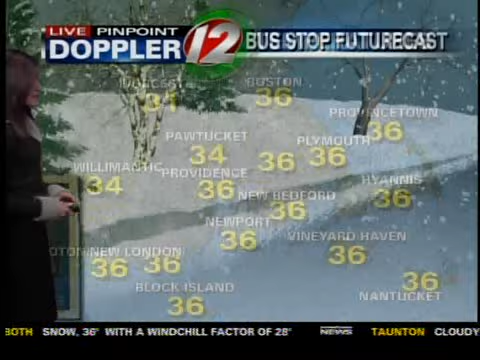 LIVE PINPOINT
DOPPLER 12
BUS STOP FUTURECAST
BOSTON
31 36
PROVINCETOWN
36
PAWTUCKET
PLYMOUTH
34 36 36
WILLIMANTIC
PROVIDENCE
HYANNIS
34 36 36
NEW BEDFORD
36
NEWPORT
36
VINEYARD HAVEN
NEW LONDON
36
36 36
36
BLOCK ISLAND
NANTUCKET
36
BOTH SNOW, 36° WITH A WINDCHILL FACTOR OF 28° NEWS TAUNTON CLOUDY